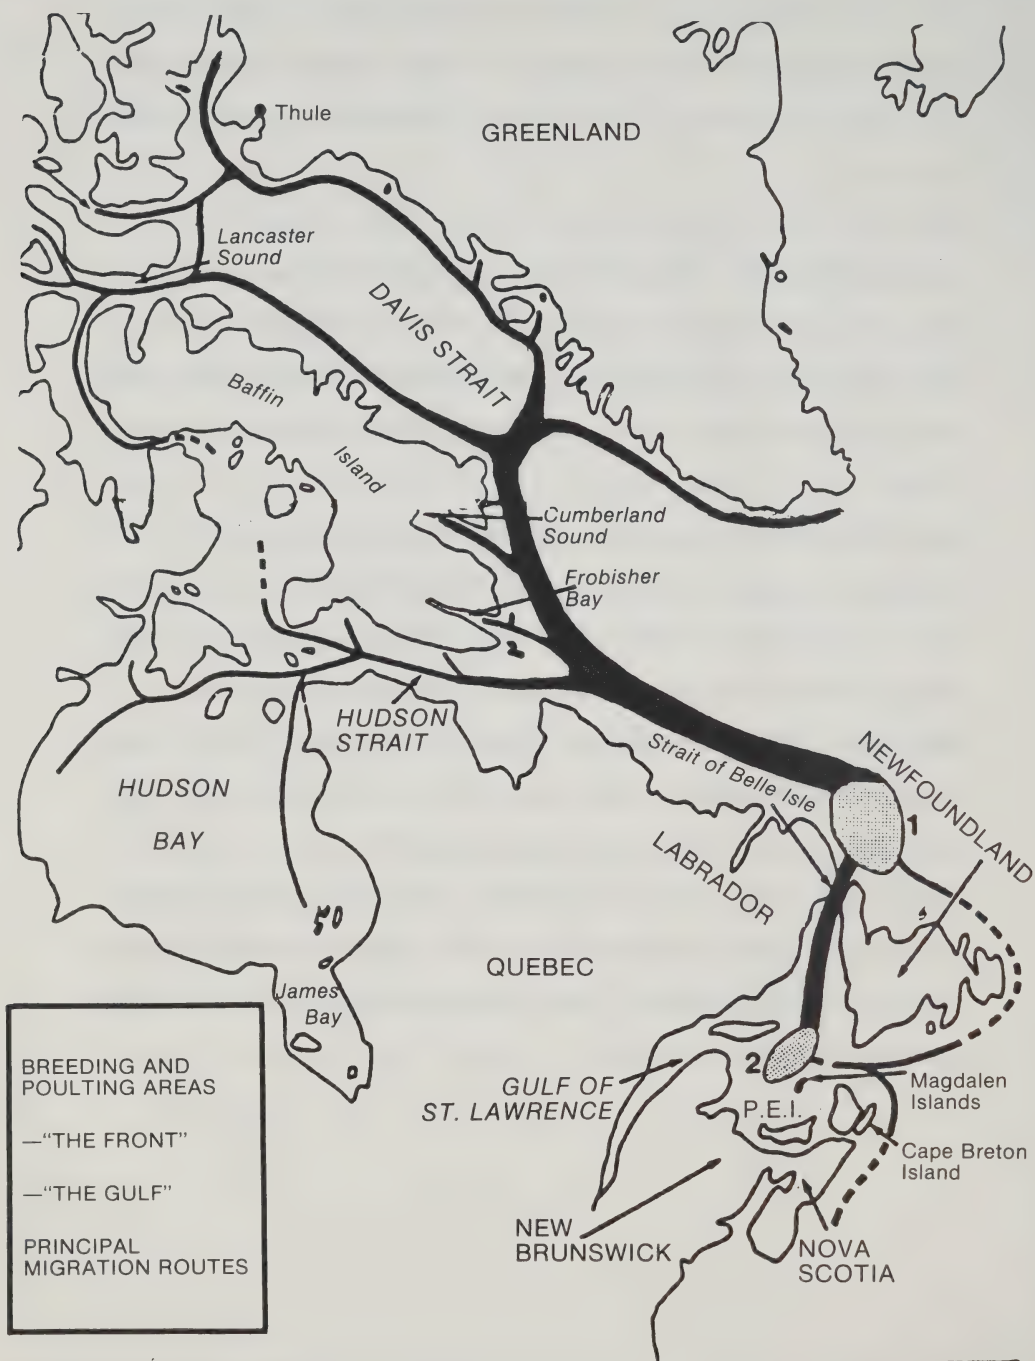 Thule
GREENLAND
Lancaster
Sound
DAVIS STRAIT
Baffin
Island
Cumberland
Sound
Frobisher
Bay
2
HUDSON
STRAIT
Strait of Belle Isle
NEWFOUNDLAND
HUDSON
BAY
1
LABRADOR
QUEBEC
James
Bay
2
GULF OF
ST. LAWRENCE
P.E.I.
Magdalen
Islands
Cape Breton
Island
NEW
BRUNSWICK
NOVA
SCOTIA
BREEDING AND
POULTING AREAS
—"THE FRONT"
—"THE GULF"
PRINCIPAL
MIGRATION ROUTES